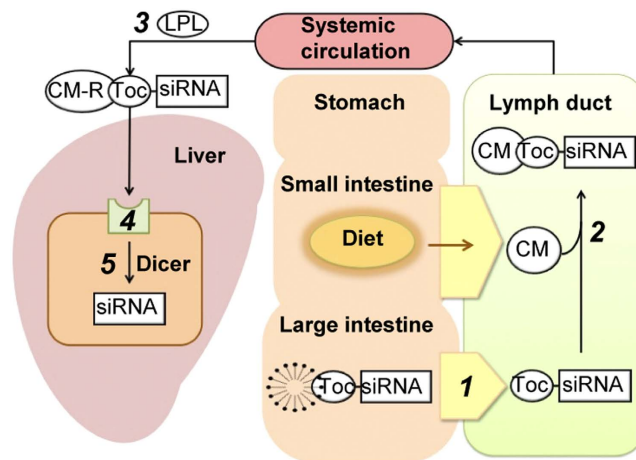 3 LPL
Systemic
circulation
CM-R Toc siRNA
Liver
4
5 Dicer
siRNA
Stomach
Small intestine
Diet
Large intestine
Toc siRNA
1
Lymph duct
CM Toc siRNA
CM
2
Toc siRNA